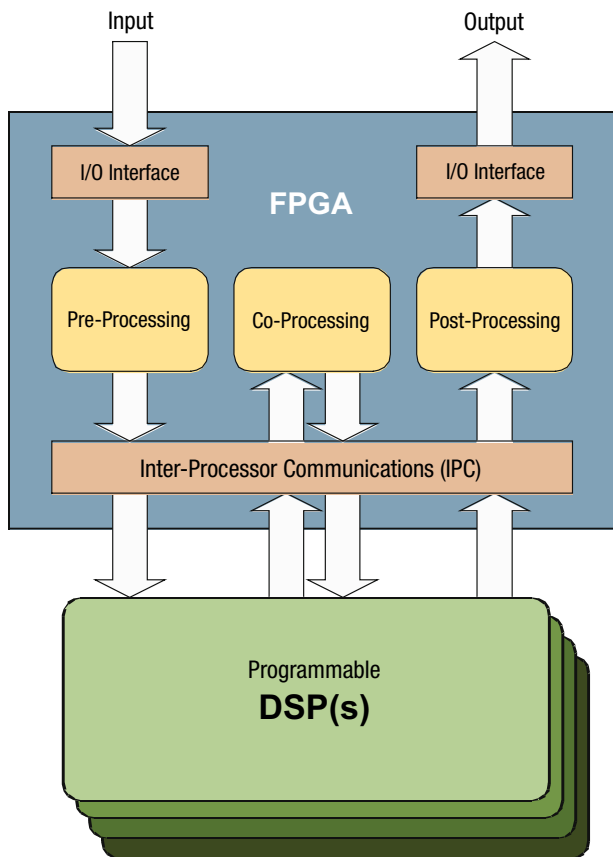 Input
Output
I/O Interface
I/O Interface
FPGA
Pre-Processing
Co-Processing
Post-Processing
Inter-Processor Communications (IPC)
Programmable
DSP(s)